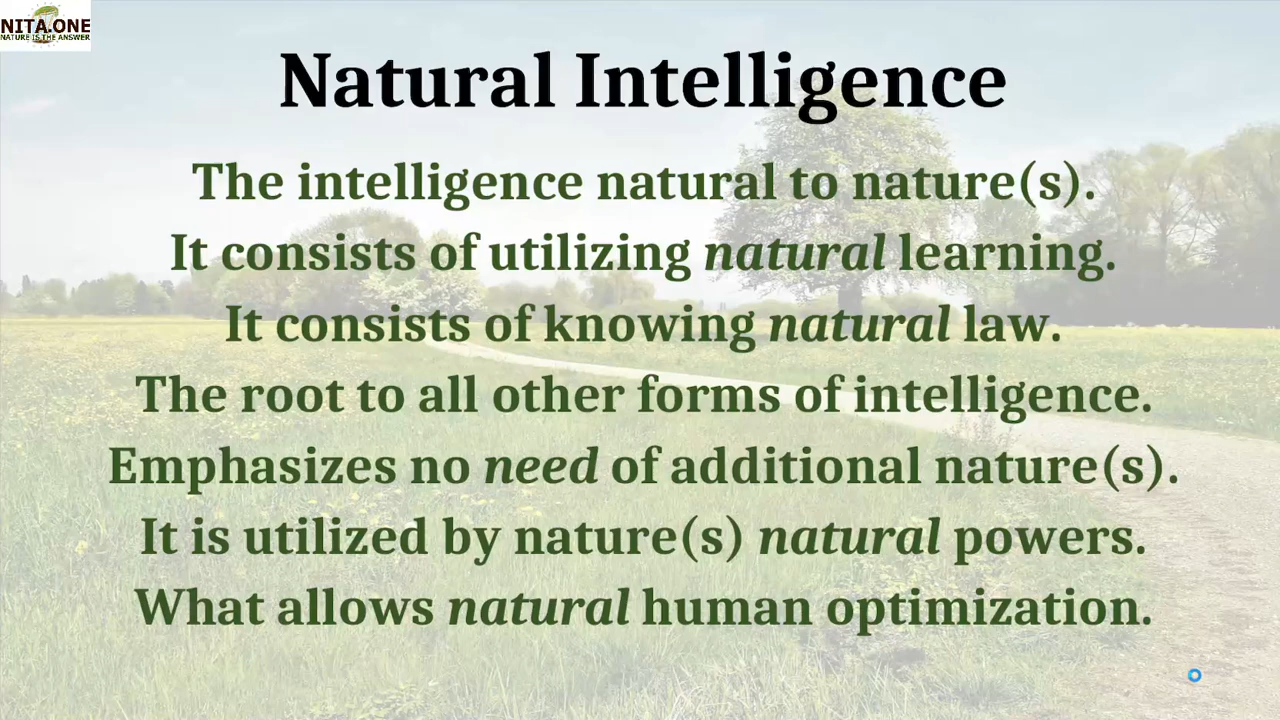 NITA.ONE
NATURE IS THE ANSWER
Natural Intelligence
The intelligence natural to nature(s).
It consists of utilizing natural learning.
It consists of knowing natural law.
The root to all other forms of intelligence.
Emphasizes no need of additional nature(s).
It is utilized by nature(s) natural powers.
What allows natural human optimization.